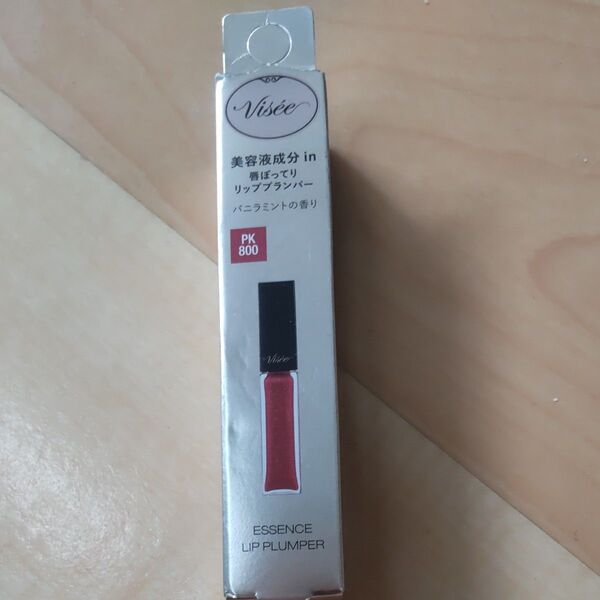 Visée
美容液成分 in
唇ぽってり
リッププランパー
バニラミントの香り
PK
800
Visée
ESSENCE
LIP PLUMPER